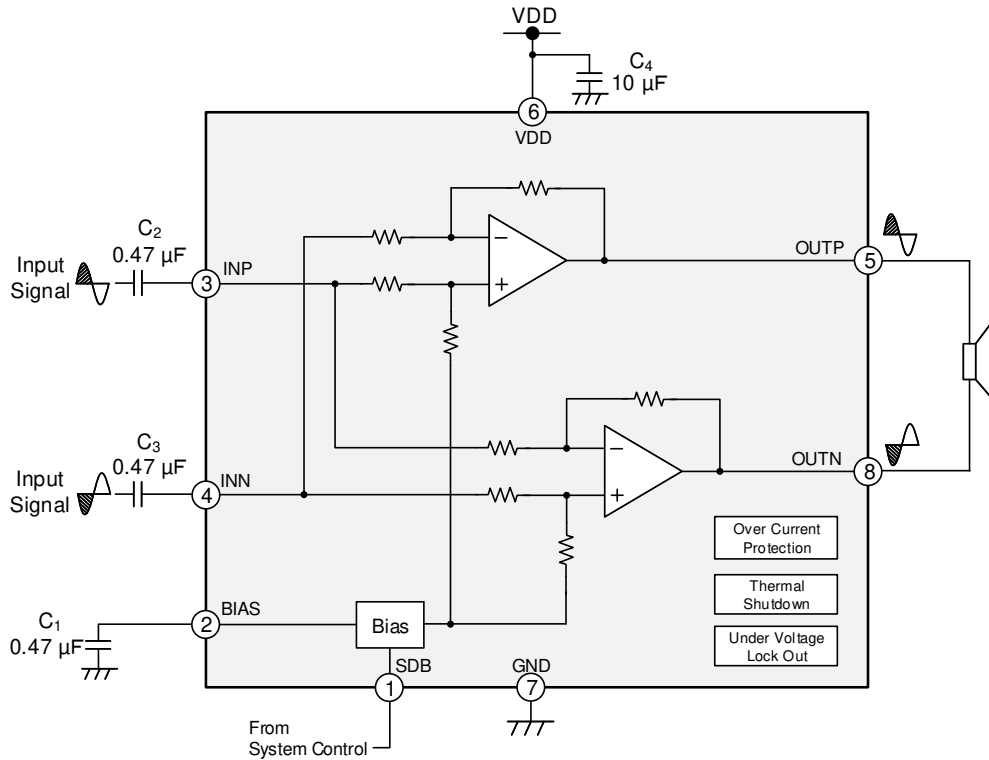 VDD
C4
10 µF
6
VDD
C2
0.47 µF
Input
Signal
3
INP
−
+
OUTP
5
C3
0.47 µF
Input
Signal
4
INN
−
+
OUTN
8
Over Current
Protection
Thermal
Shutdown
Under Voltage
Lock Out
C1
0.47 µF
2
BIAS
Bias
SDB
1
GND
7
From
System Control